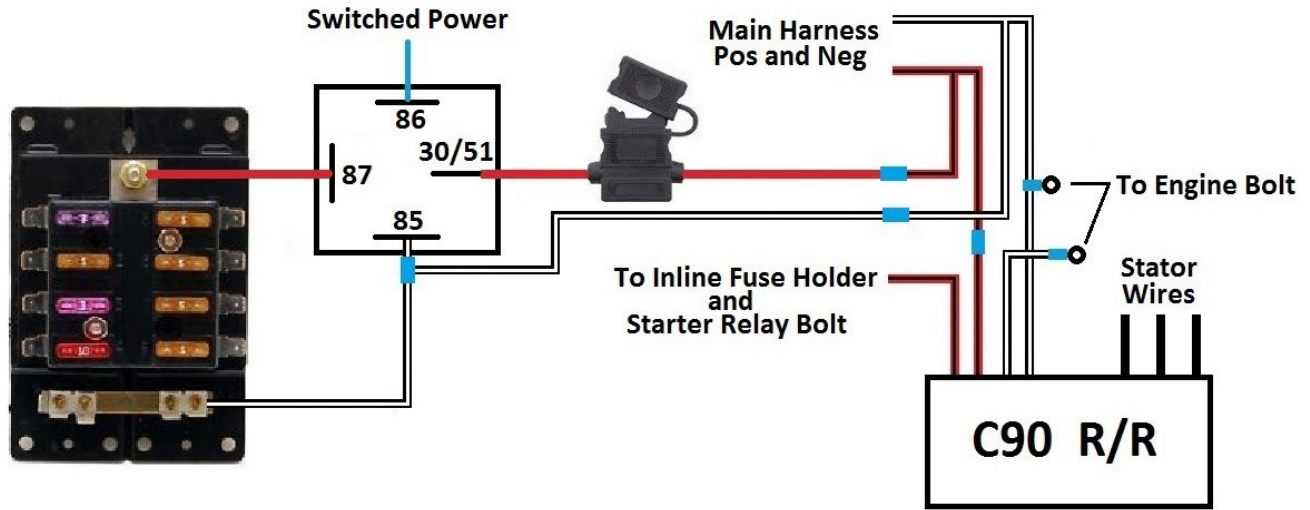 Switched Power
Main Harness
Pos and Neg
86
30/51
87
85
To Engine Bolt
To Inline Fuse Holder
and
Starter Relay Bolt
Stator
Wires
C90 R/R
10